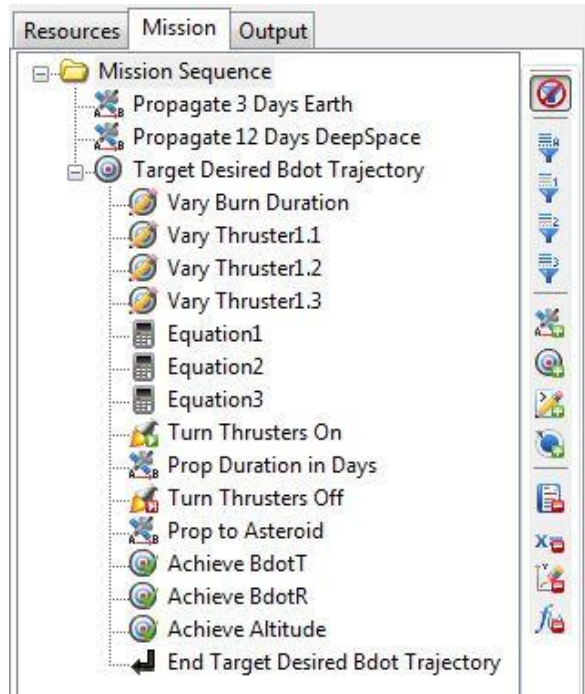 Resources Mission Output
Mission Sequence
Propagate 3 Days Earth
Propagate 12 Days DeepSpace
Target Desired Bdot Trajectory
Vary Burn Duration
Vary Thruster1.1
Vary Thruster1.2
Vary Thruster1.3
Equation1
Equation2
Equation3
Turn Thrusters On
Prop Duration in Days
Turn Thrusters Off
Prop to Asteroid
Achieve BdotT
Achieve BdotR
Achieve Altitude
End Target Desired Bdot Trajectory